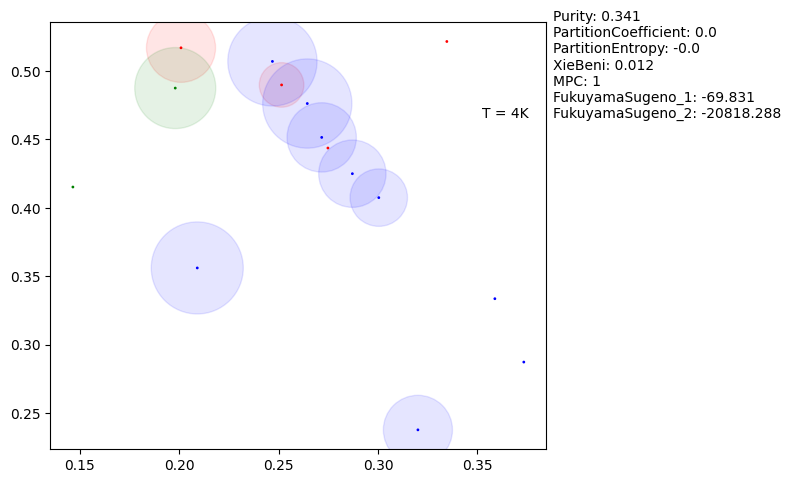 Purity: 0.341
PartitionCoefficient: 0.0
PartitionEntropy: -0.0
XieBeni: 0.012
MPC: 1
FukuyamaSugeno_1: -69.831
FukuyamaSugeno_2: -20818.288
T = 4K
0.50
0.45
0.40
0.35
0.30
0.25
0.15 0.20 0.25 0.30 0.35